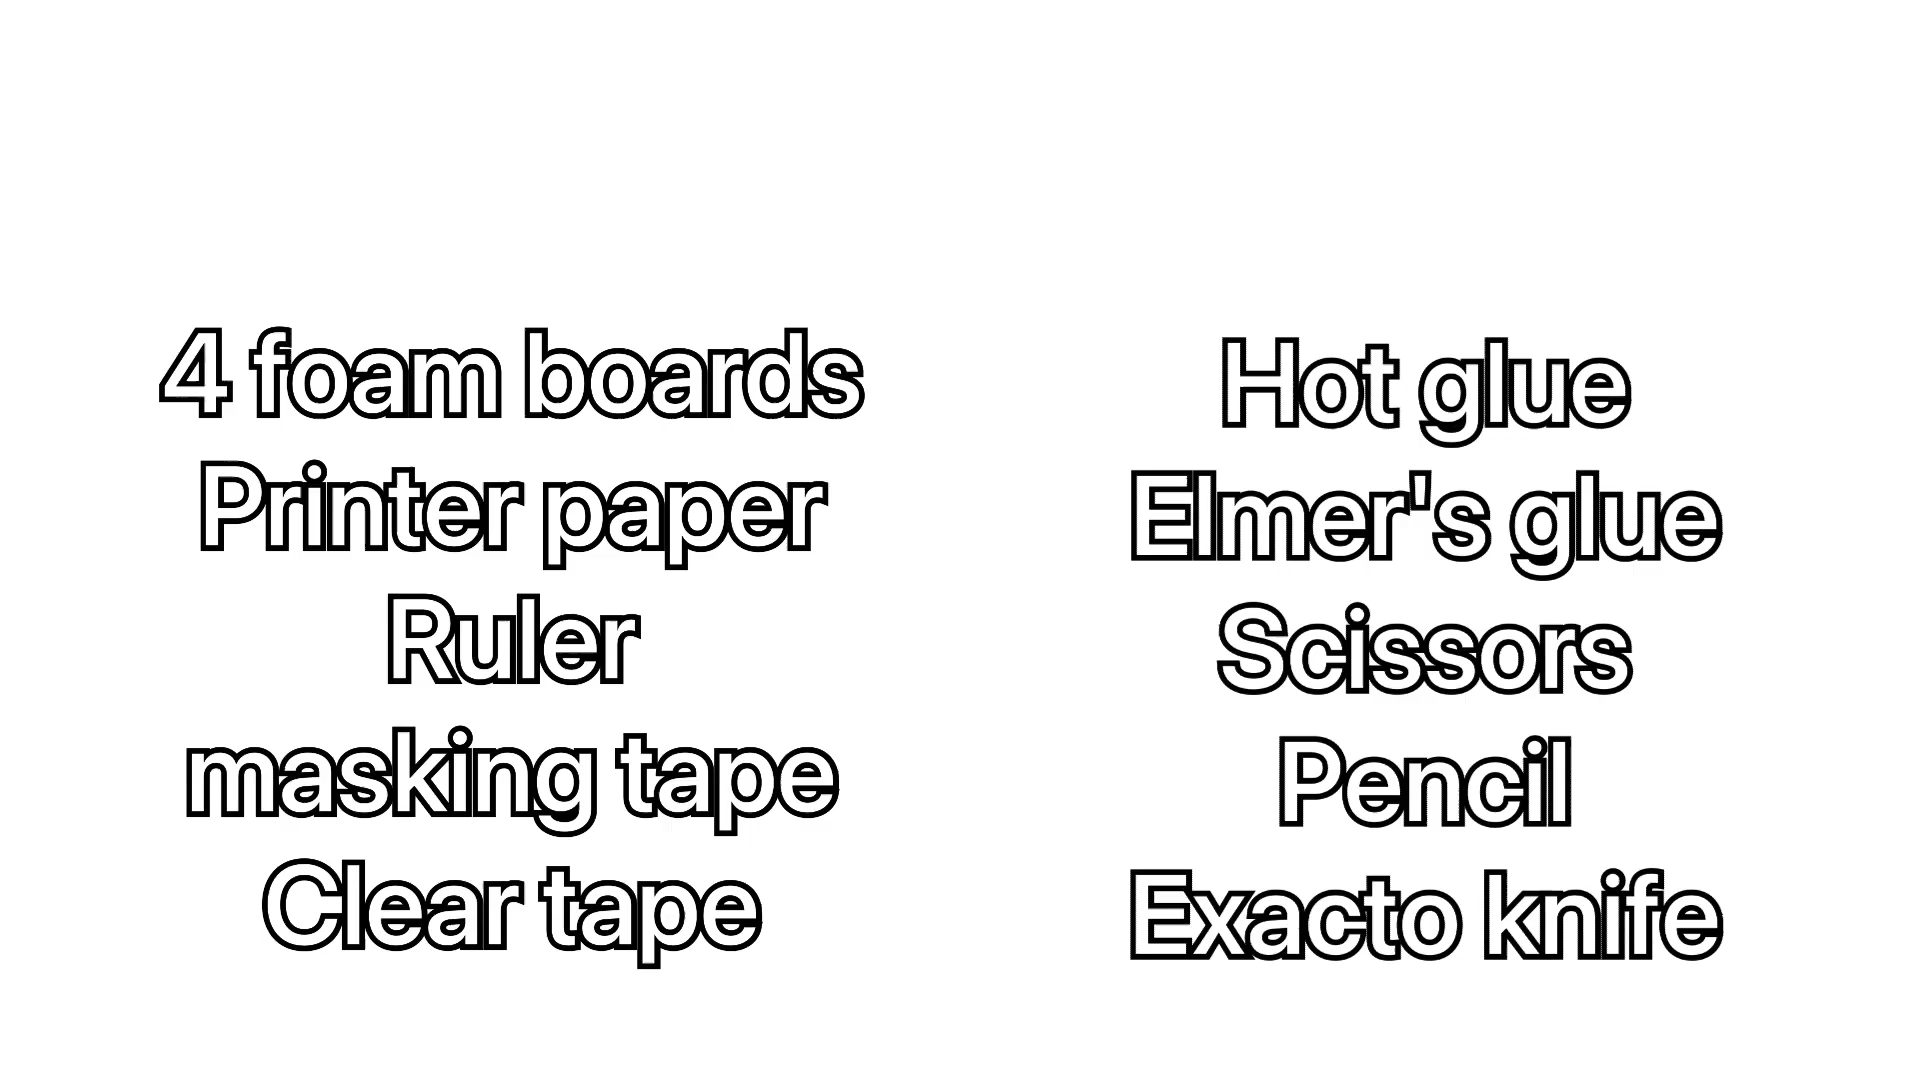 4 foam boards
Printer paper
Ruler
masking tape
Clear tape
Hot glue
Elmer's glue
Scissors
Pencil
Exacto knife